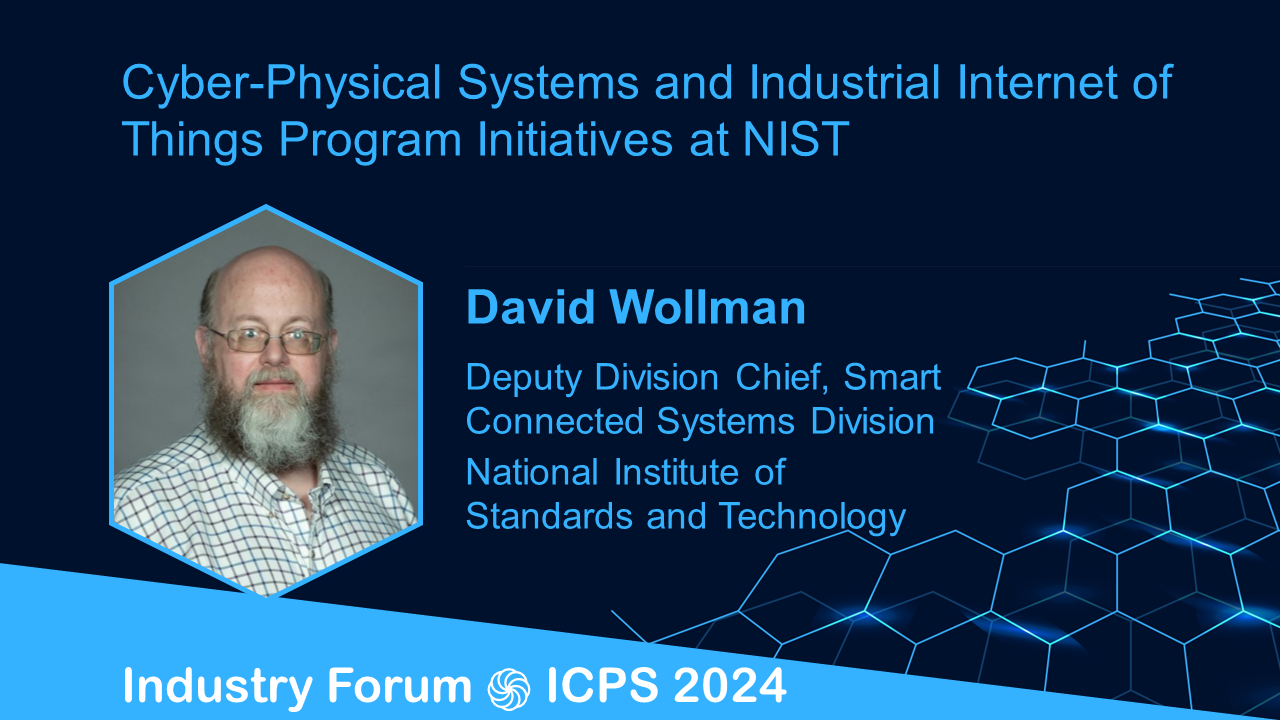 Cyber-Physical Systems and Industrial Internet of
Things Program Initiatives at NIST
David Wollman
Deputy Division Chief, Smart
Connected Systems Division
National Institute of
Standards and Technology
Industry Forum ICPS 2024